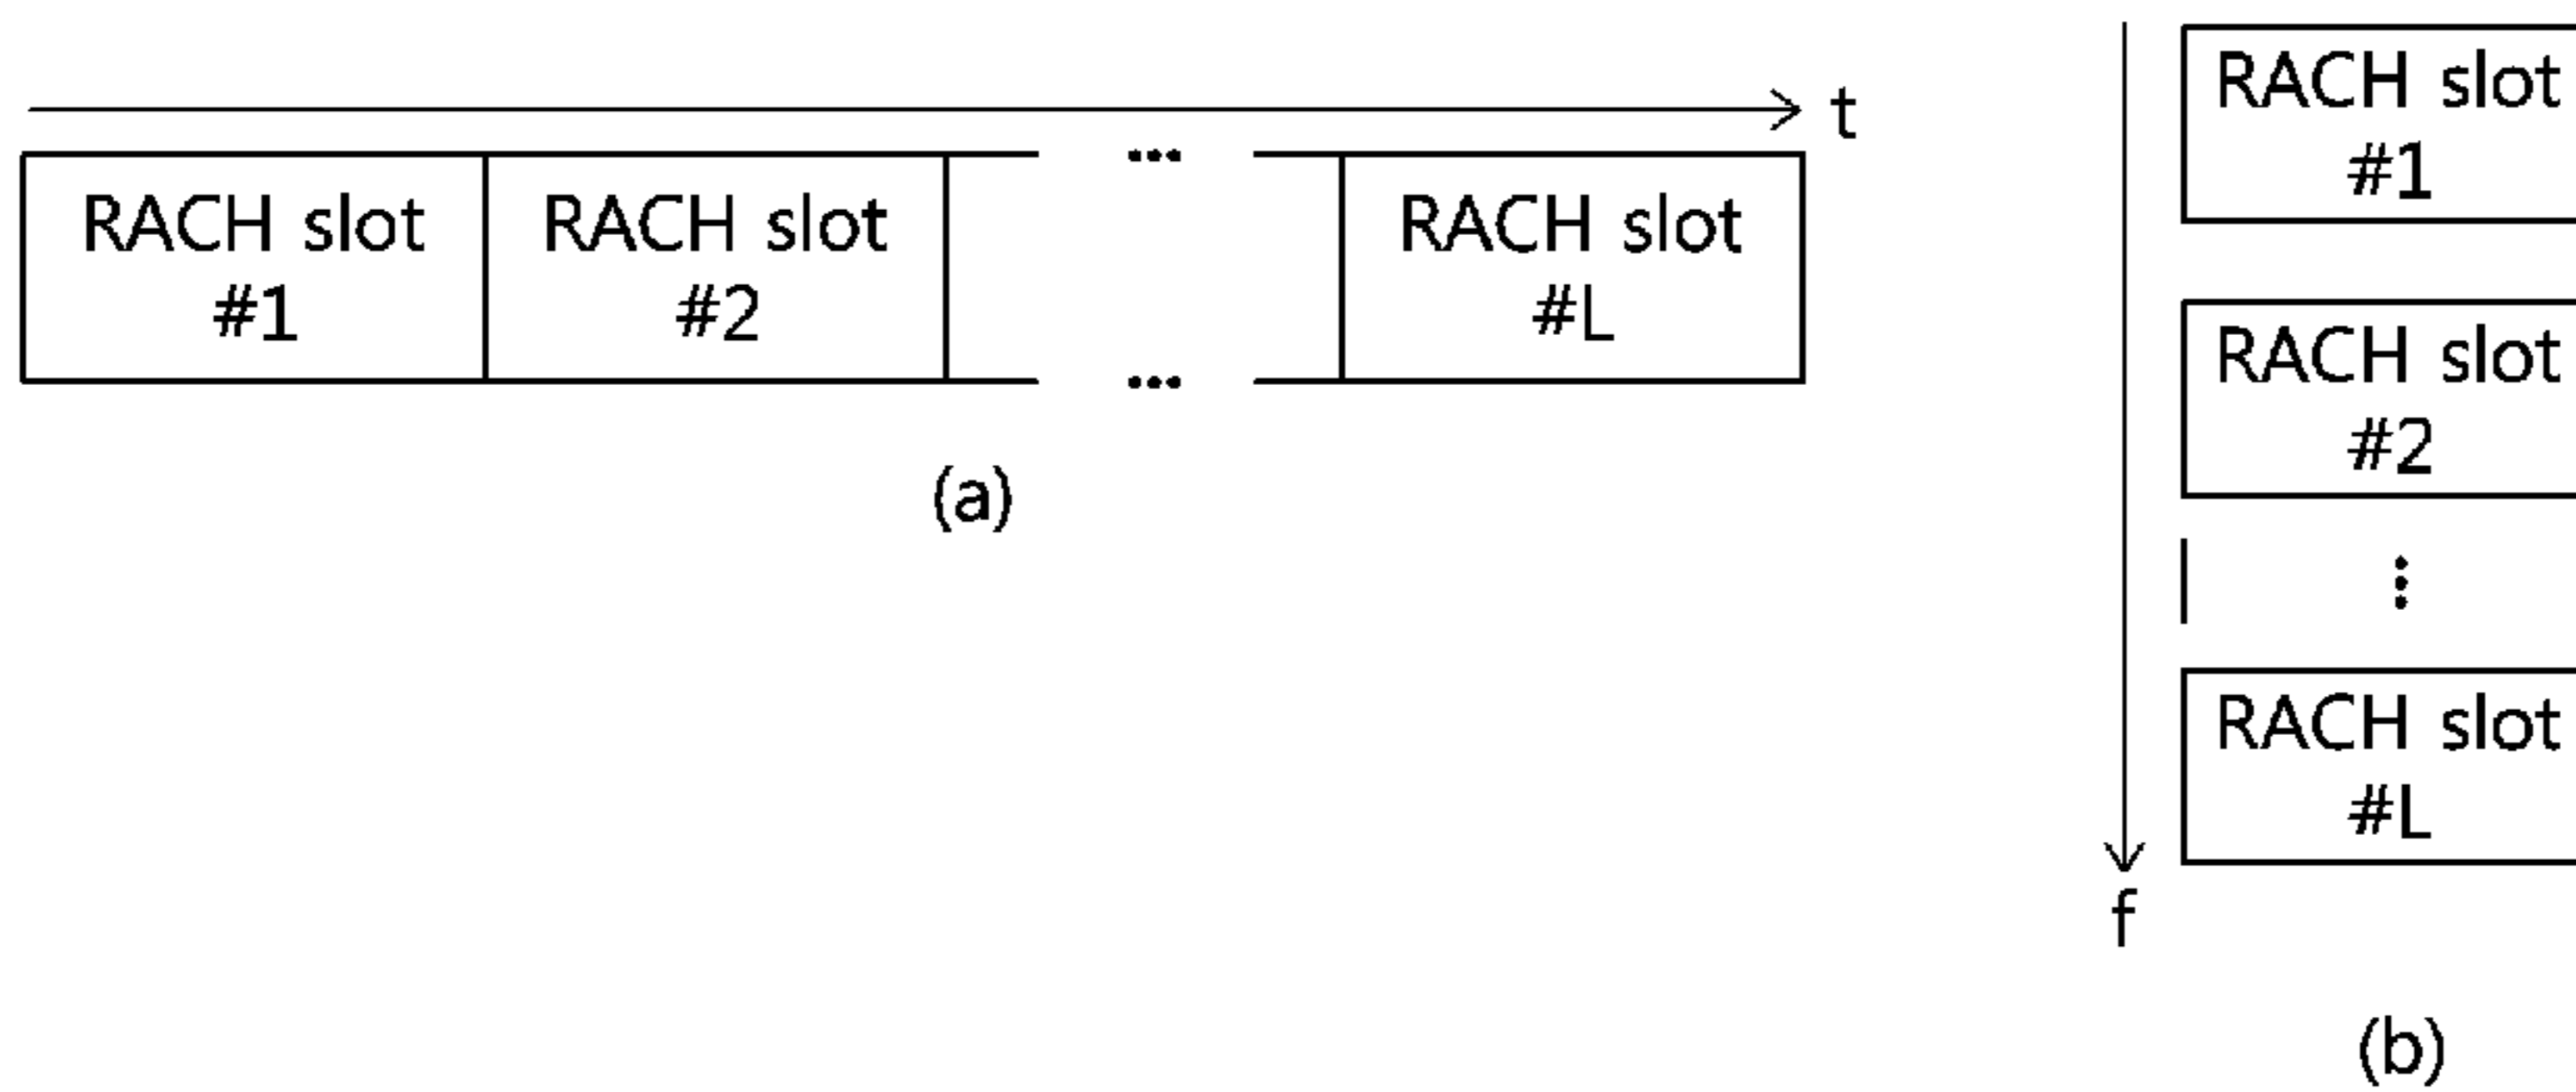 t
RACH slot
#1
RACH slot
#2
...
RACH slot
#L
...
(a)
RACH slot
#1
RACH slot
#2
⋮
RACH slot
#L
f
(b)